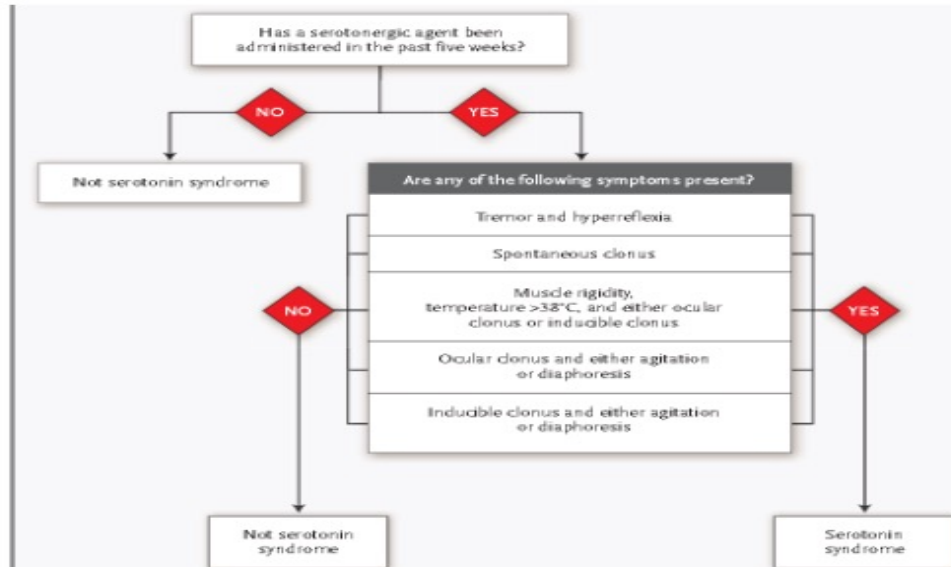 Has a serotonergic agent been
administered in the past five weeks?
NO
YES
Not serotonin syndrome
Are any of the following symptoms present?
Tremor and hyperreflexia
Spontaneous clonus
Muscle rigidity,
temperature >38°C, and either ocular
clonus or inducible clonus
NO
YES
Ocular clonus and either agitation
or diaphoresis
Inducible clonus and either agitation
or diaphoresis
Not serotonin
syndrome
Serotonin
syndrome